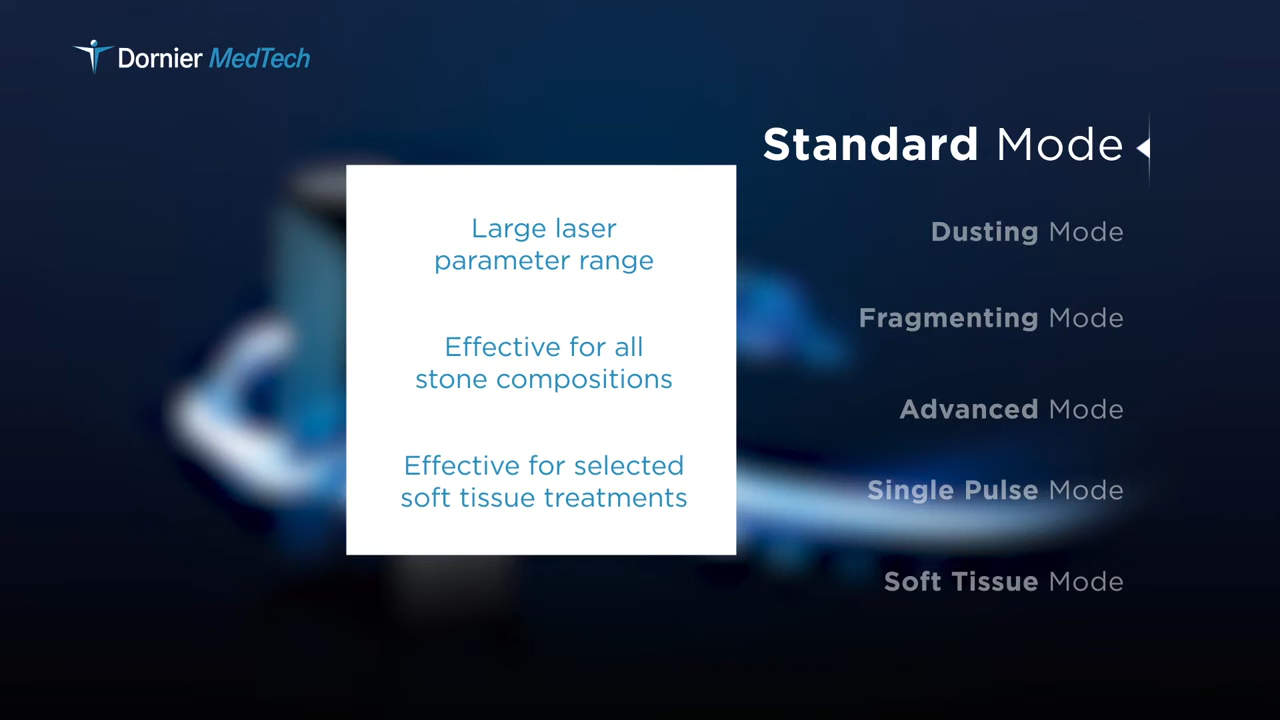 Dornier MedTech
Standard Mode
Large laser
parameter range
Effective for all
stone compositions
Effective for selected
soft tissue treatments
Dusting Mode
Fragmenting Mode
Advanced Mode
Single Pulse Mode
Soft Tissue Mode